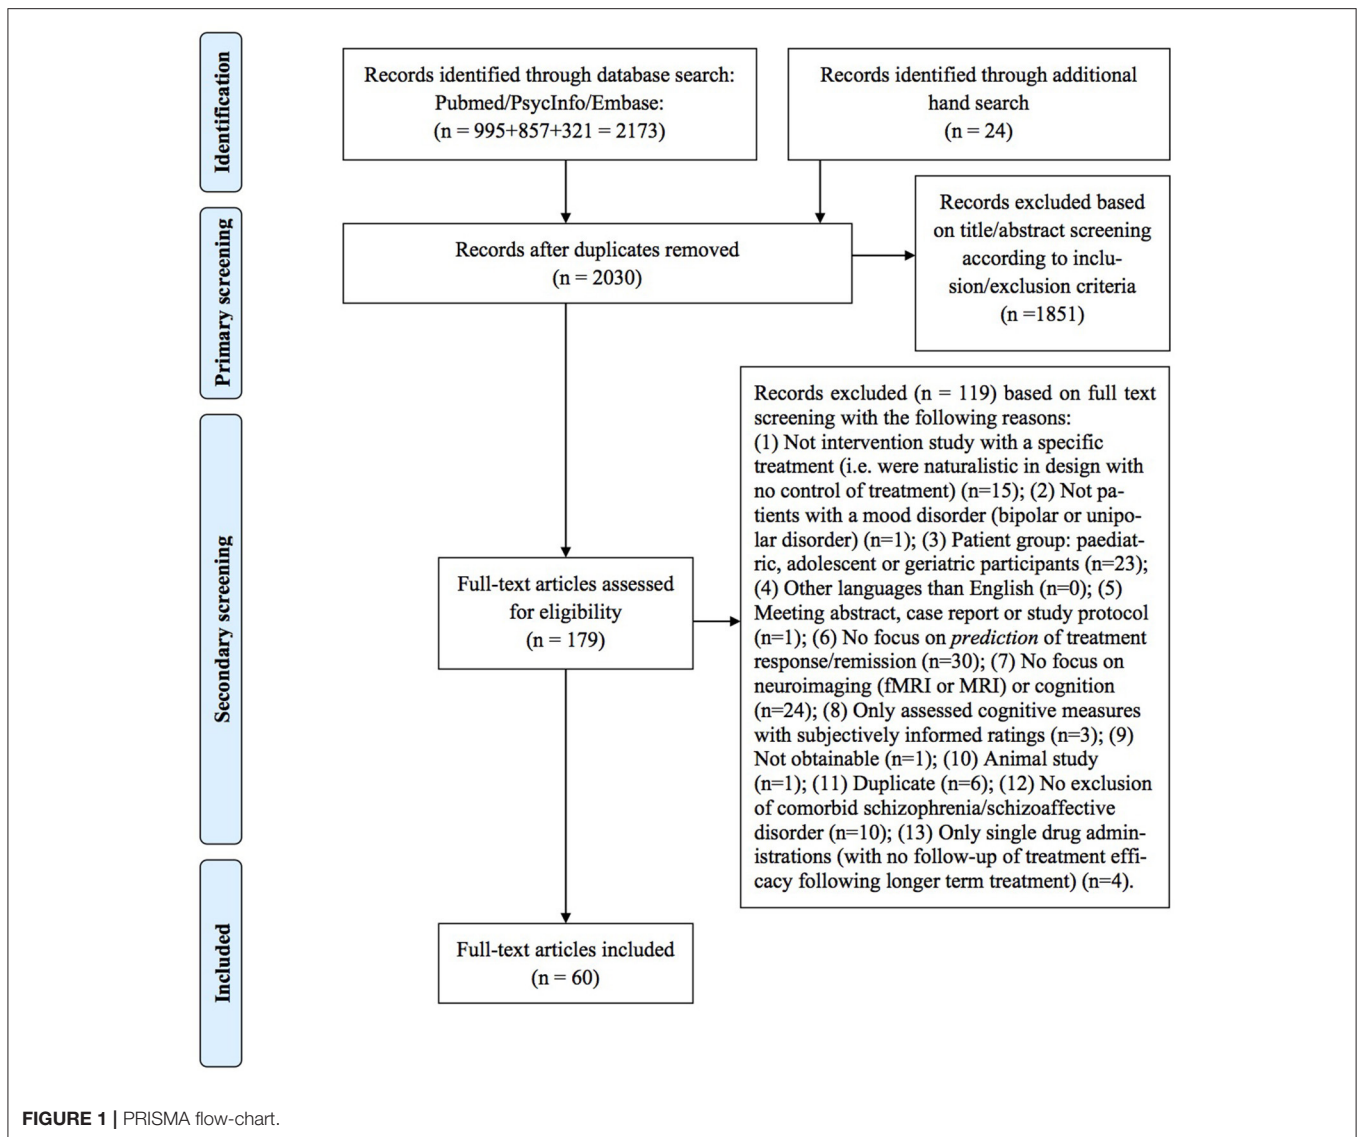 Identification
Records identified through database search:
Pubmed/PsycInfo/Embase:
(n = 995+857+321 = 2173)
Records identified through additional
hand search
(n = 24)
Primary screening
Records after duplicates removed
(n = 2030)
Records excluded based
on title/abstract screening
according to inclu-
sion/exclusion criteria
(n =1851)
Secondary screening
Full-text articles assessed
for eligibility
(n = 179)
Records excluded (n = 119) based on full text
screening with the following reasons:
(1) Not intervention study with a specific
treatment (i.e. were naturalistic in design with
no control of treatment) (n=15); (2) Not pa-
tients with a mood disorder (bipolar or unipo-
lar disorder) (n=1); (3) Patient group: paediat-
ric, adolescent or geriatric participants (n=23);
(4) Other languages than English (n=0); (5)
Meeting abstract, case report or study protocol
(n=1); (6) No focus on prediction of treatment
response/remission (n=30); (7) No focus on
neuroimaging (fMRI or MRI) or cognition
(n=24); (8) Only assessed cognitive measures
with subjectively informed ratings (n=3); (9)
Not obtainable (n=1); (10) Animal study
(n=1); (11) Duplicate (n=6); (12) No exclusion
of comorbid schizophrenia/schizoaffective
disorder (n=10); (13) Only single drug admin-
istrations (with no follow-up of treatment effi-
cacy following longer term treatment) (n=4).
Included
Full-text articles included
(n = 60)
FIGURE 1 | PRISMA flow-chart.